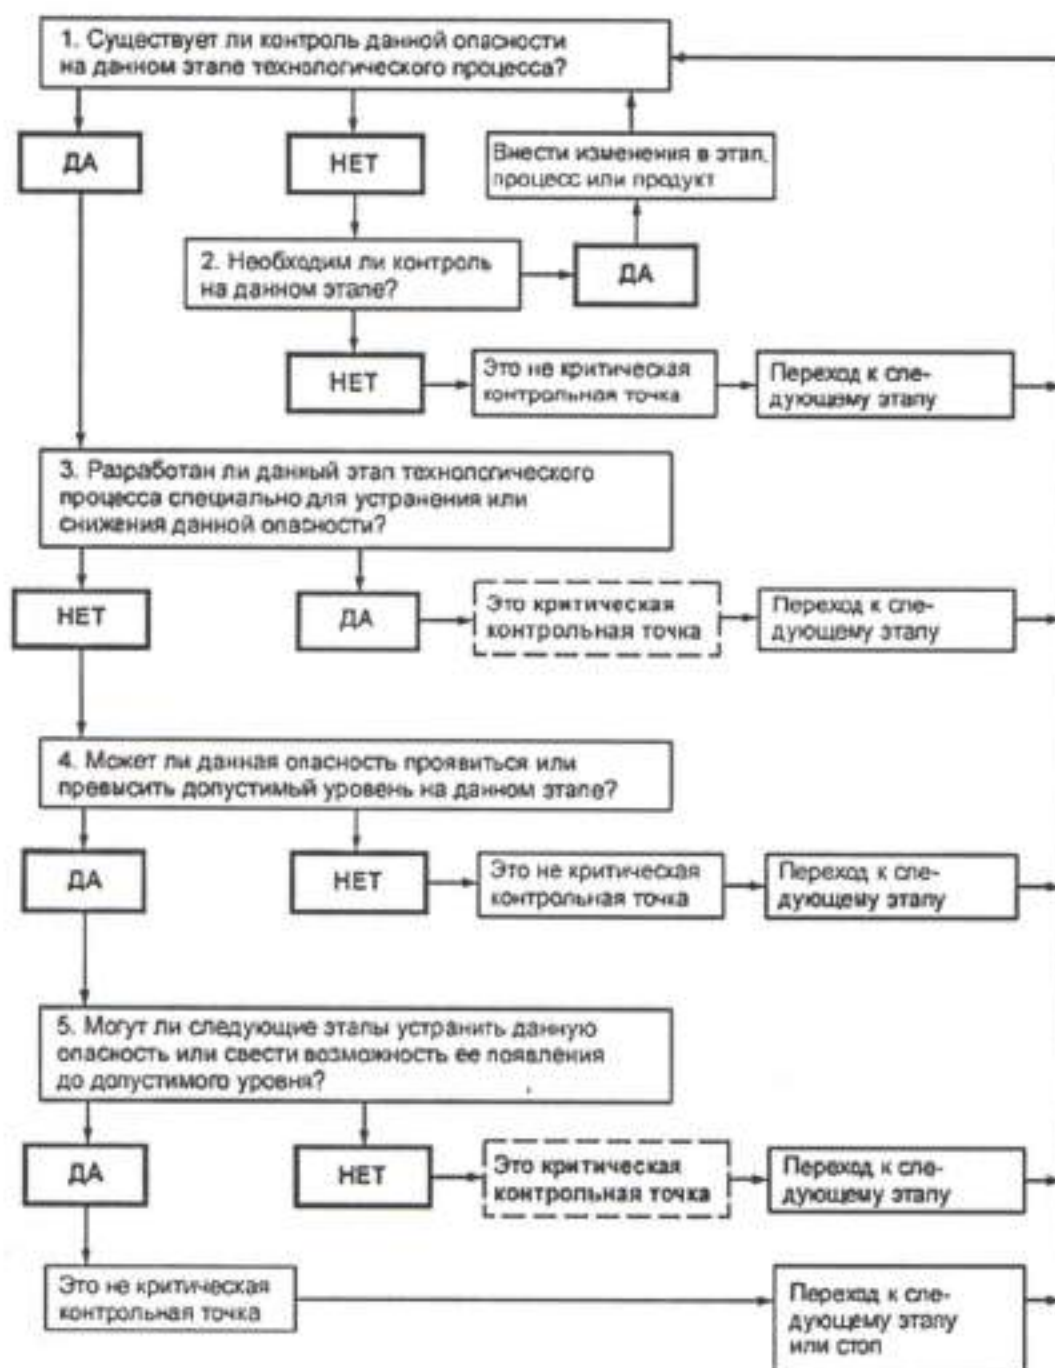 1. Существует ли контроль данной опасности
на данном этапе технологического процесса?
ДА
НЕТ
Внести изменения в этап,
процесс или продукт
2. Необходим ли контроль
на данном этапе?
ДА
НЕТ
Это не критическая
контрольная точка
Переход к сле-
дующему этапу
3. Разработан ли данный этап технологического
процесса специально для устранения или
снижения данной опасности?
НЕТ
ДА
Это критическая
контрольная точка
Переход к сле-
дующему этапу
4. Может ли данная опасность проявиться или
превысить допустимый уровень на данном этапе?
ДА
НЕТ
Это не критическая
контрольная точка
Переход к сле-
дующему этапу
5. Могут ли следующие этапы устранить данную
опасность или свести возможность ее появления
до допустимого уровня?
ДА
НЕТ
Это критическая
контрольная точка
Переход к сле-
дующему этапу
Это не критическая
контрольная точка
Переход к сле-
дующему этапу
или стоп